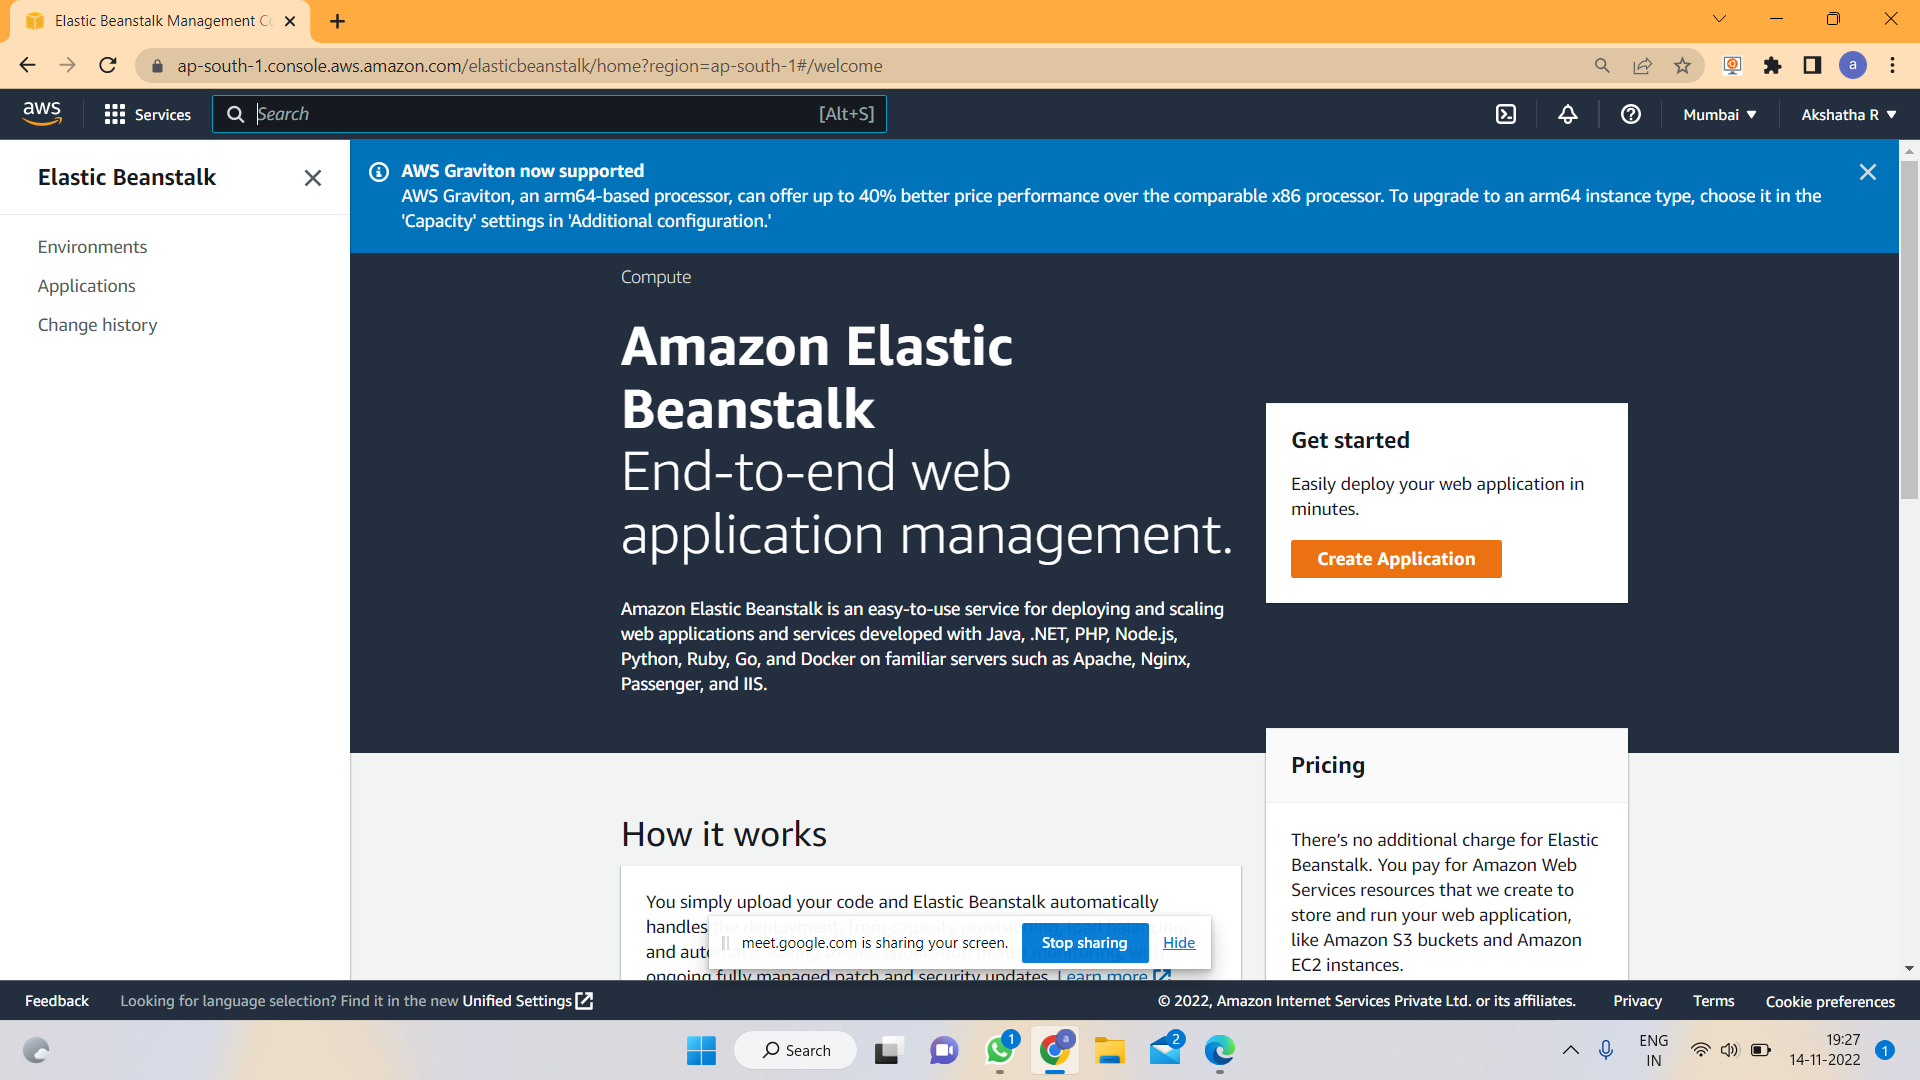 Elastic Beanstalk Management Co
ap-south-1.console.aws.amazon.com/elasticbeanstalk/home?region=ap-south-1#/welcome
a
aws
Services
Search
[Alt+S]
Mumbai ▼
Akshatha R ▼
Elastic Beanstalk
Environments
Applications
Change history
AWS Graviton now supported
AWS Graviton, an arm64-based processor, can offer up to 40% better price performance over the comparable x86 processor. To upgrade to an arm64 instance type, choose it in the
'Capacity' settings in 'Additional configuration.'
Compute
Amazon Elastic
Beanstalk
End-to-end web
application management.
Amazon Elastic Beanstalk is an easy-to-use service for deploying and scaling
web applications and services developed with Java, .NET, PHP, Node.js,
Python, Ruby, Go, and Docker on familiar servers such as Apache, Nginx,
Passenger, and IIS.
Get started
Easily deploy your web application in
minutes.
Create Application
Pricing
There's no additional charge for Elastic
Beanstalk. You pay for Amazon Web
Services resources that we create to
store and run your web application,
like Amazon S3 buckets and Amazon
EC2 instances.
How it works
You simply upload your code and Elastic Beanstalk automatically
handles
and
ongoing fully managed patch and security updates. Learn more
meet.google.com is sharing your screen.
Stop sharing
Hide
Feedback
Looking for language selection? Find it in the new Unified Settings
© 2022, Amazon Internet Services Private Ltd. or its affiliates.
Privacy
Terms
Cookie preferences
Search
1
a
2
ENG
IN
19:27
14-11-2022
1